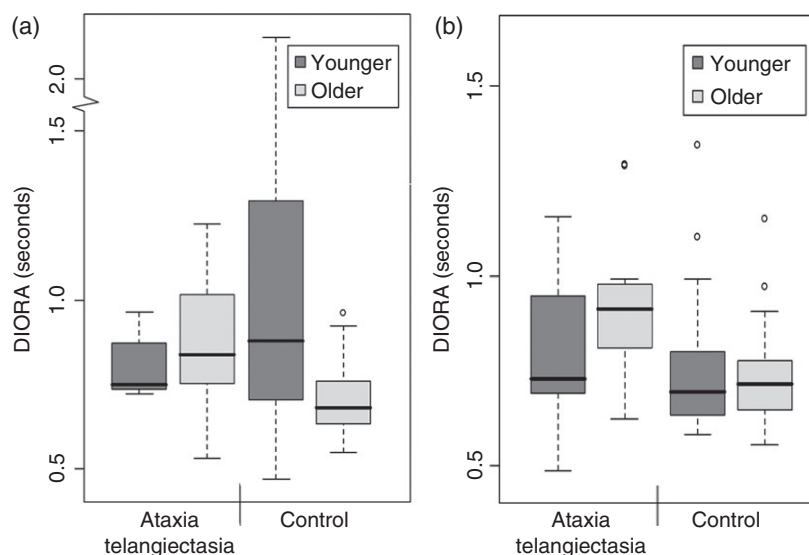 (a)
DIORA (seconds)
2.0
1.5
1.0
0.5
Younger
Older
Ataxia
telangiectasia
Control
(b)
DIORA (seconds)
1.5
1.0
0.5
Younger
Older
Ataxia
telangiectasia
Control